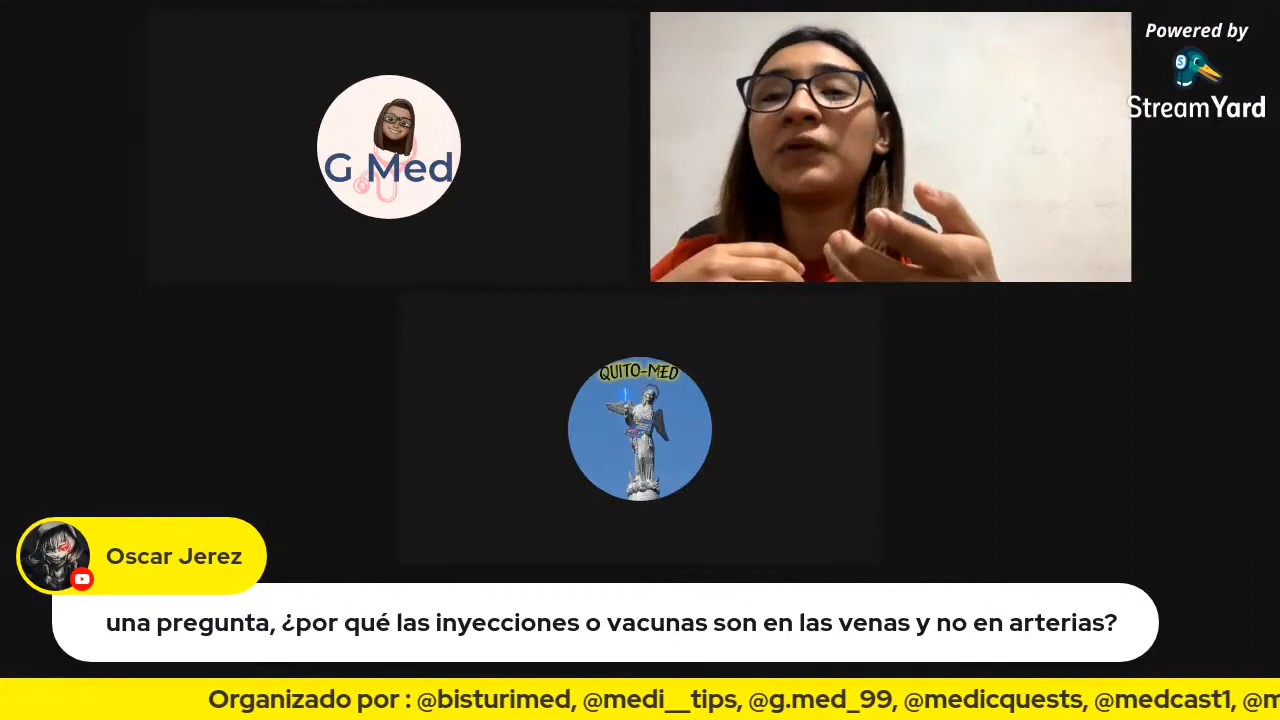 Powered by
StreamYard
G Med
QUITO-MED
Oscar Jerez
una pregunta, ¿por qué las inyecciones o vacunas son en las venas y no en arterias?
Organizado por : @bisturimed, @medi__tips, @g.med_99, @medicquests, @medcast1, @m